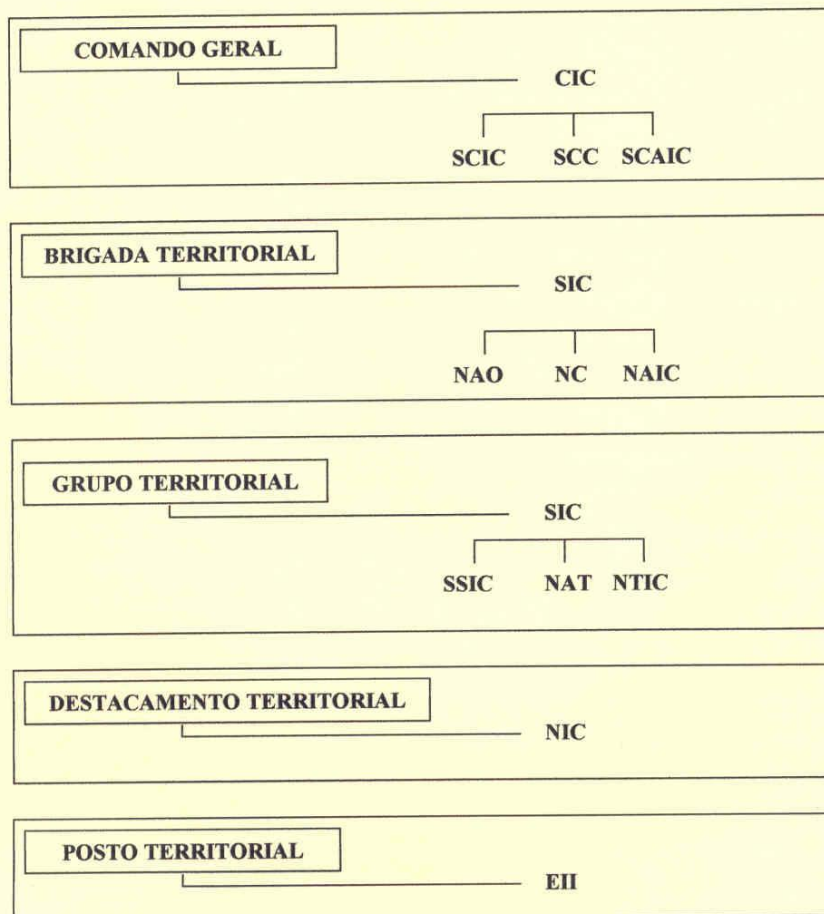 COMANDO GERAL
CIC
SCIC SCC SCAIC
BRIGADA TERRITORIAL
SIC
NAO NC NAIC
GRUPO TERRITORIAL
SIC
SSIC NAT NTIC
DESTACAMENTO TERRITORIAL
NIC
POSTO TERRITORIAL
EII